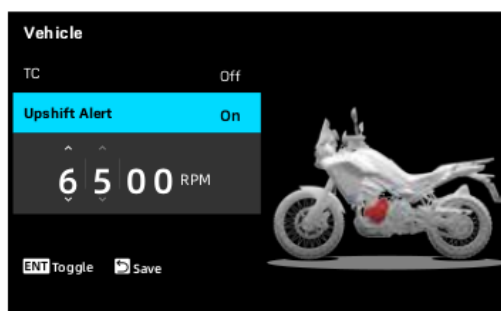 Vehicle
TC Off
Upshift Alert On
6500 RPM
ENT Toggle Save